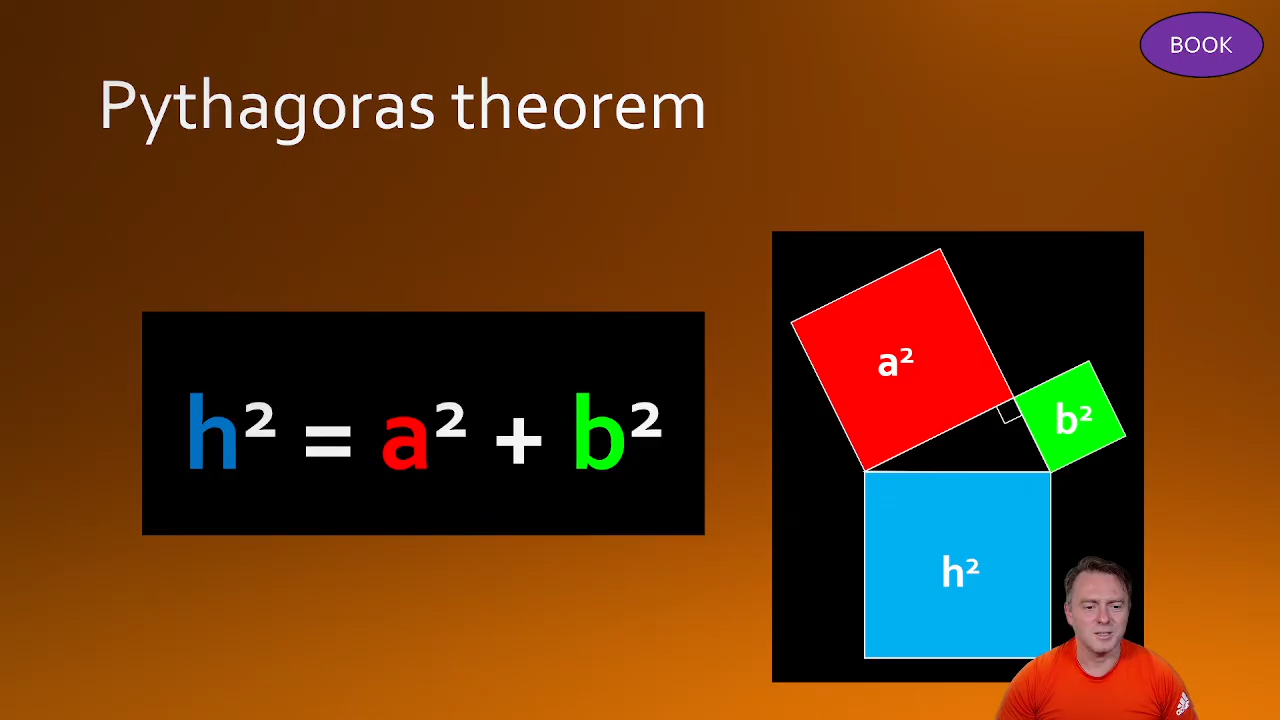 BOOK
Pythagoras theorem
h² = a² + b²
a²
b²
h²